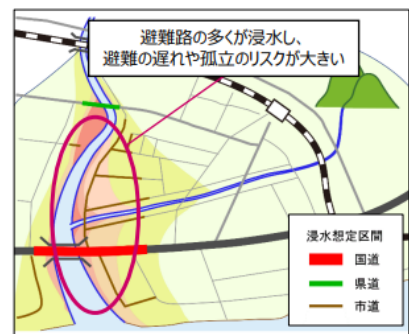 避難路の多くが浸水し、
避難の遅れや孤立のリスクが大きい
浸水想定区間
国道
県道
市道